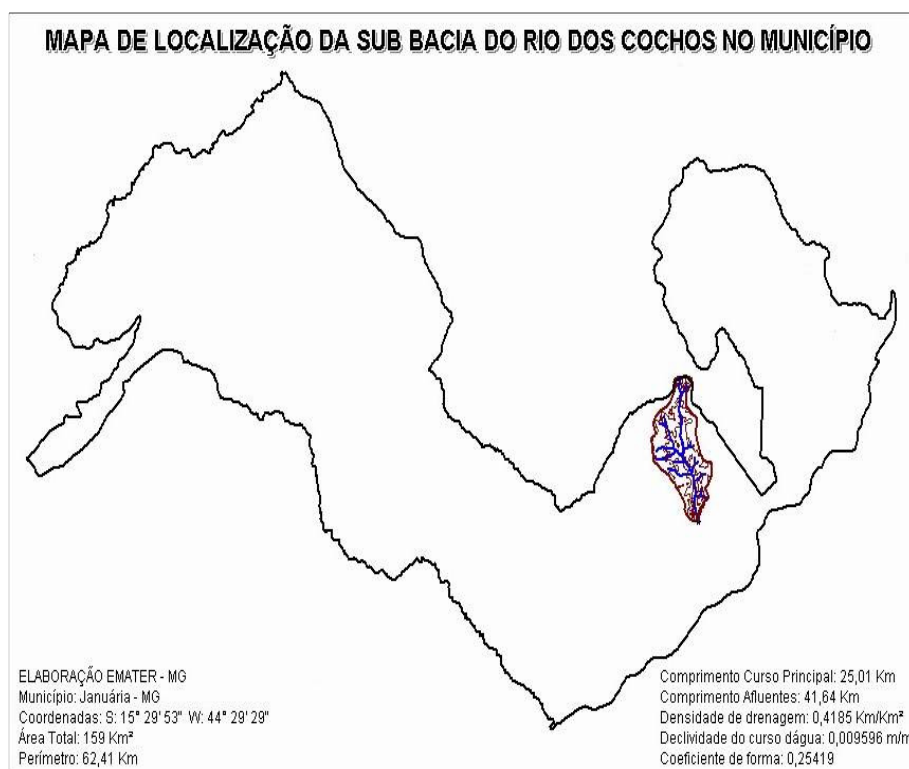 MAPA DE LOCALIZAÇÃO DA SUB BACIA DO RIO DOS COCHOS NO MUNICÍPIO
ELABORAÇÃO EMATER - MG
Município: Januária - MG
Coordenadas: S: 15° 29' 53" W: 44° 29' 29"
Área Total: 159 Km²
Perímetro: 62,41 Km
Comprimento Curso Principal: 25,01 Km
Comprimento Afluentes: 41,64 Km
Densidade de drenagem: 0,4185 Km/Km²
Declividade do curso dágua: 0,009596 m/m
Coeficiente de forma: 0,25419